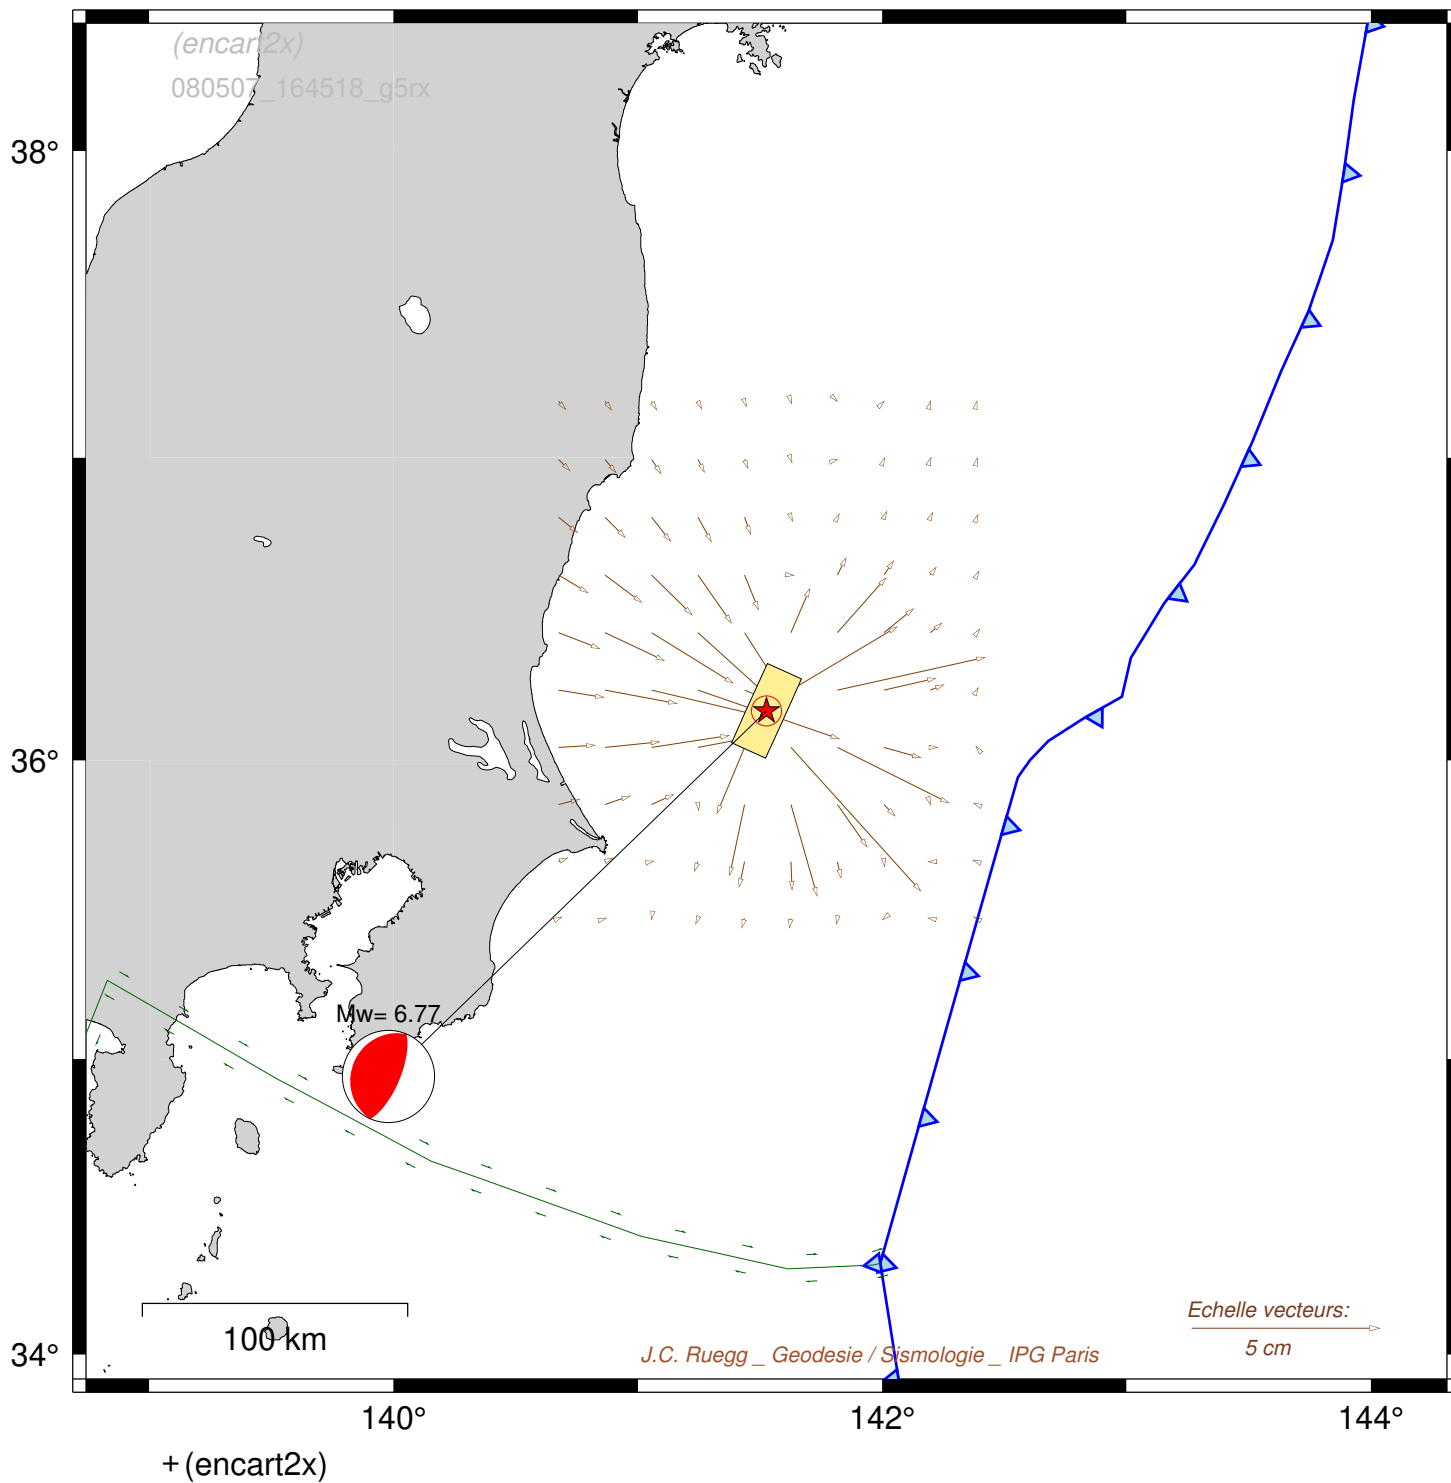 (encart2x)
080507_164518_g5rx
38°
36°
Mw= 6.77
Echelle vecteurs:
5 cm
100 km
J.C. Ruegg _ Geodesie / Sismologie _ IPG Paris
34°
140°
142°
144°
+(encart2x)